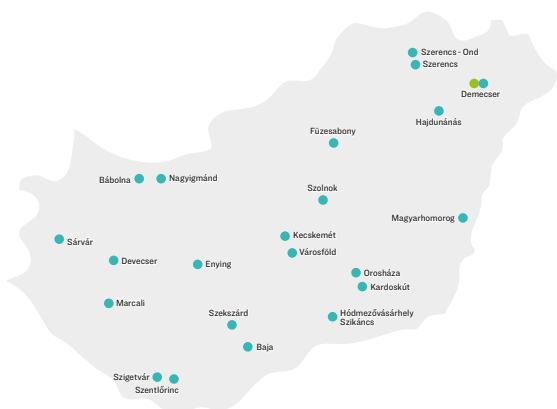 Szerencs - Ond
Szerencs
Demecser
Hajdunánás
Füzesabony
Bábolna
Nagyigmánd
Szolnok
Magyarhomorog
Sárvár
Kecskemét
Városföld
Devecser
Enying
Orosháza
Kardoskút
Marcali
Szekszárd
Hódmezővásárhely
Szikáncs
Baja
Szigetvár
Szentlőrinc